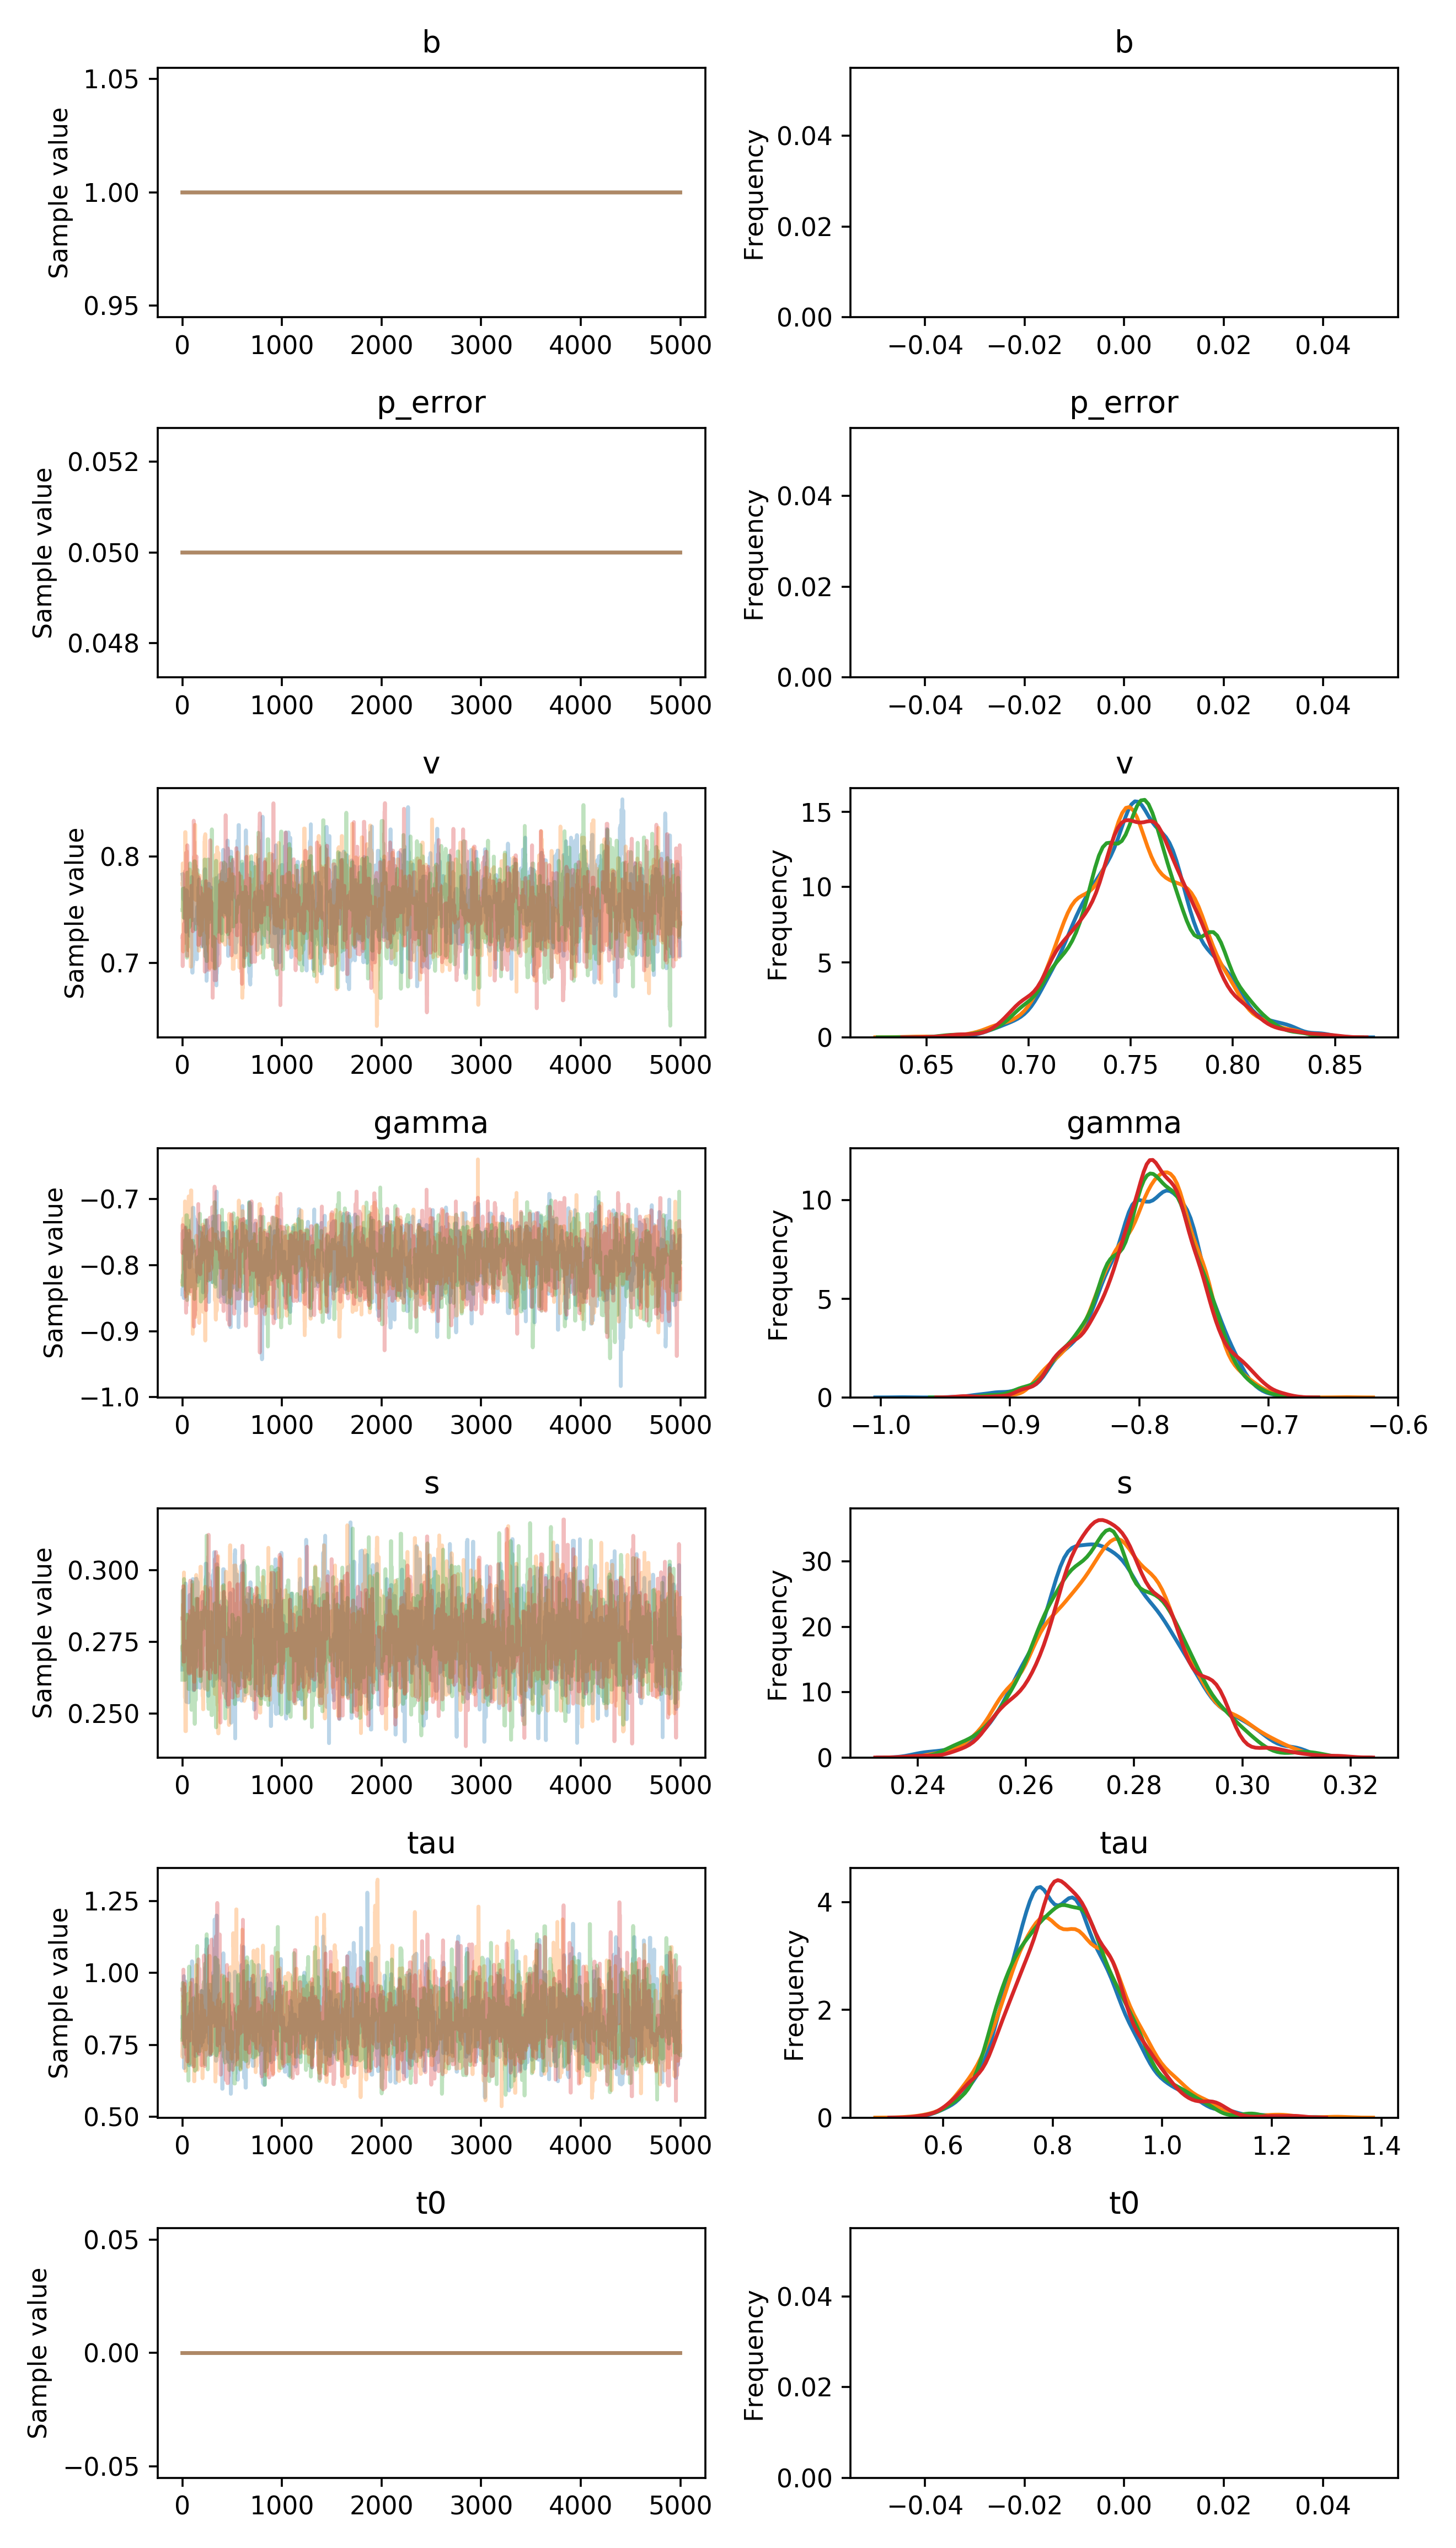 b
b
1.05
1.00
0.95
Sample value
0 1000 2000 3000 4000 5000
0.04
0.02
0.00
Frequency
−0.04 −0.02 0.00 0.02 0.04
p_error
p_error
0.052
0.050
0.048
Sample value
0 1000 2000 3000 4000 5000
0.04
0.02
0.00
Frequency
−0.04 −0.02 0.00 0.02 0.04
v
v
0.8
0.7
Sample value
0 1000 2000 3000 4000 5000
15
10
5
0
Frequency
0.65 0.70 0.75 0.80 0.85
gamma
gamma
−0.7
−0.8
−0.9
−1.0
Sample value
0 1000 2000 3000 4000 5000
10
5
0
Frequency
−1.0 −0.9 −0.8 −0.7 −0.6
s
s
0.300
0.275
0.250
Sample value
0 1000 2000 3000 4000 5000
30
20
10
0
Frequency
0.24 0.26 0.28 0.30 0.32
tau
tau
1.25
1.00
0.75
0.50
Sample value
0 1000 2000 3000 4000 5000
4
2
0
Frequency
0.6 0.8 1.0 1.2 1.4
t0
t0
0.05
0.00
−0.05
Sample value
0 1000 2000 3000 4000 5000
0.04
0.02
0.00
Frequency
−0.04 −0.02 0.00 0.02 0.04